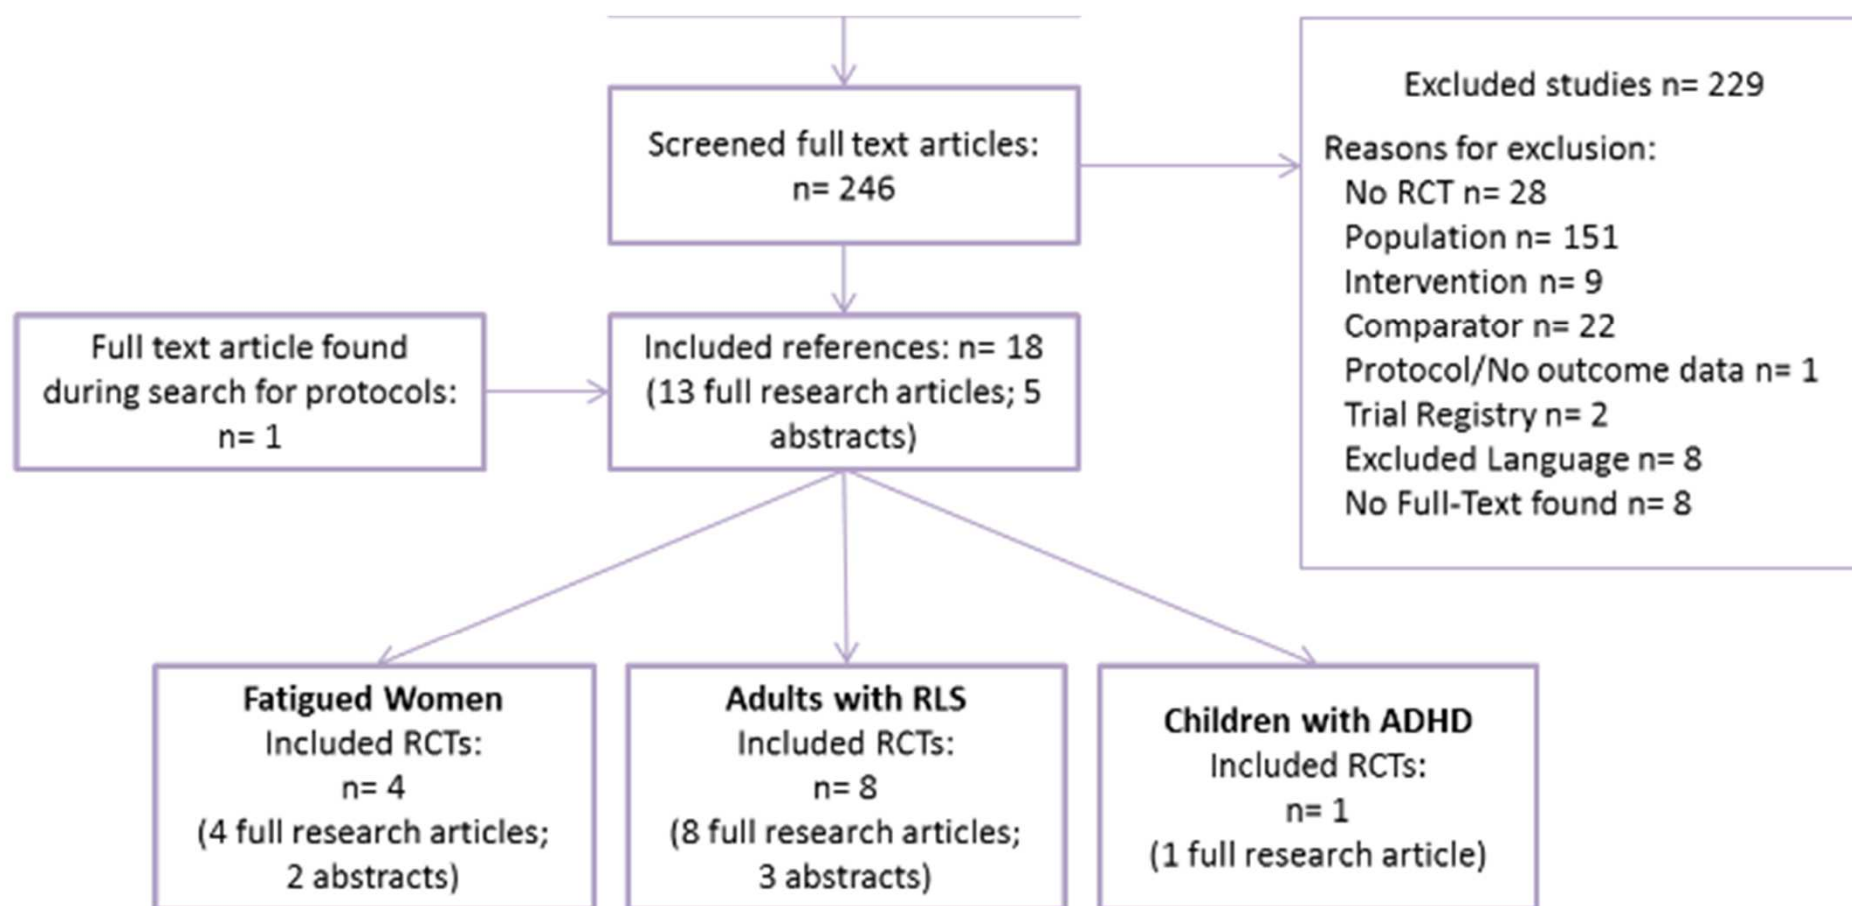 Screened full text articles:
n= 246
Excluded studies n= 229
Reasons for exclusion:
No RCT n= 28
Population n= 151
Intervention n= 9
Comparator n= 22
Protocol/No outcome data n= 1
Trial Registry n= 2
Excluded Language n= 8
No Full-Text found n= 8
Full text article found
during search for protocols:
n= 1
Included references: n= 18
(13 full research articles; 5
abstracts)
Fatigued Women
Included RCTs:
n= 4
(4 full research articles;
2 abstracts)
Adults with RLS
Included RCTs:
n= 8
(8 full research articles;
3 abstracts)
Children with ADHD
Included RCTs:
n= 1
(1 full research article)